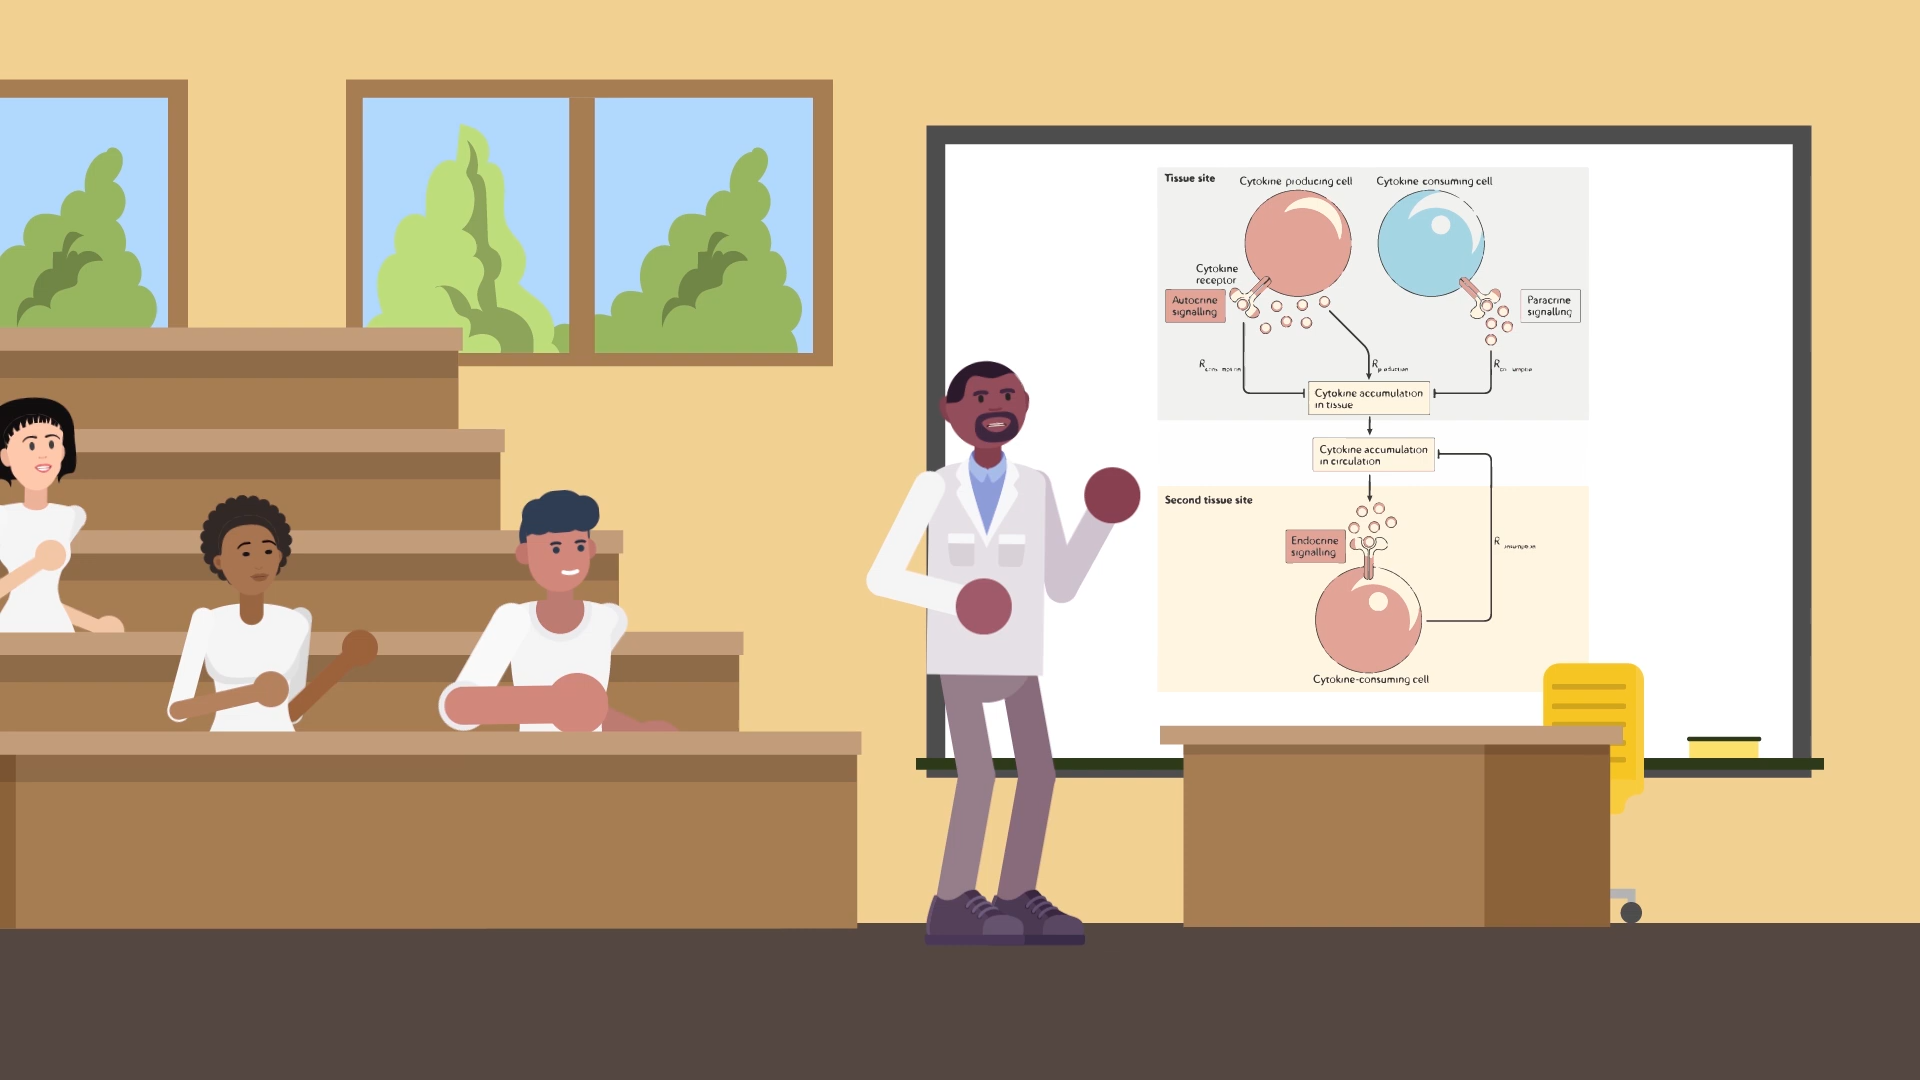 Tissue site
Cytokine producing cell
Cytokine consuming cell
Cytokine
receptor
Autocrine
signalling
Paracrine
signalling
R
R
R
Cytokine accumulation
in tissue
Cytokine accumulation
in circulation
Second tissue site
Endocrine
signalling
R
Cytokine-consuming cell